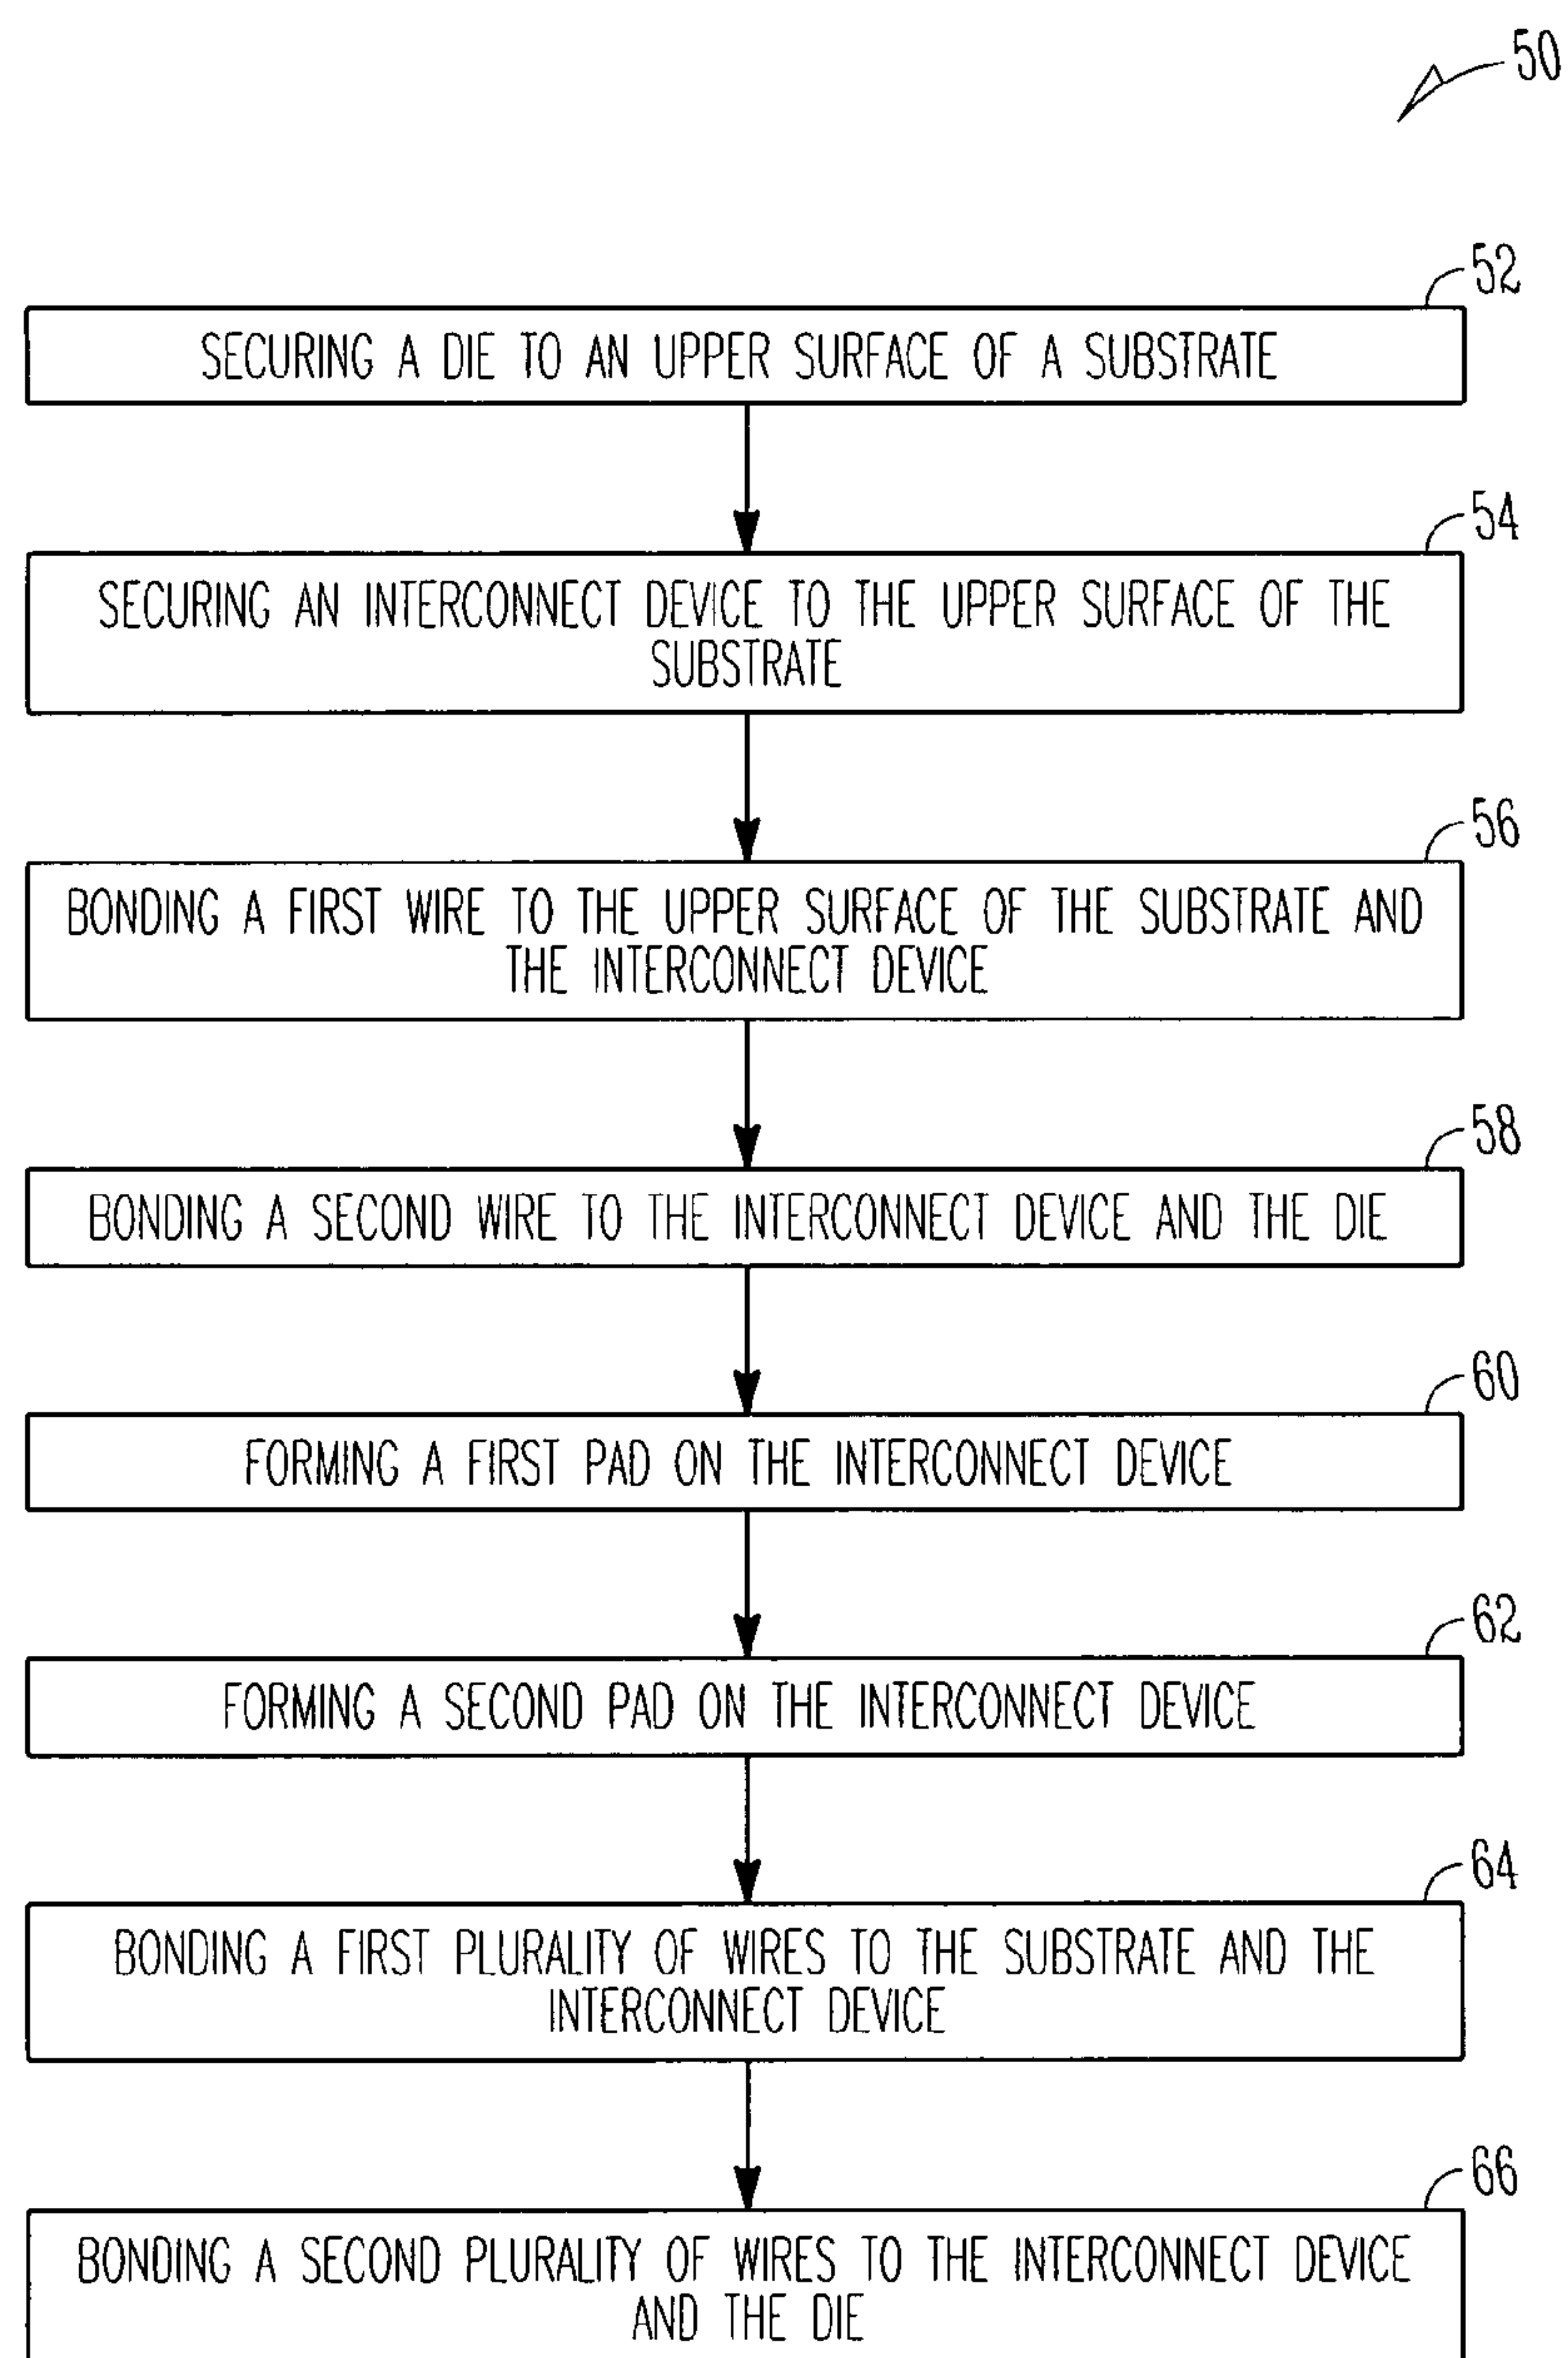 50
52
SECURING A DIE TO AN UPPER SURFACE OF A SUBSTRATE
54
SECURING AN INTERCONNECT DEVICE TO THE UPPER SURFACE OF THE
SUBSTRATE
56
BONDING A FIRST WIRE TO THE UPPER SURFACE OF THE SUBSTRATE AND
THE INTERCONNECT DEVICE
58
BONDING A SECOND WIRE TO THE INTERCONNECT DEVICE AND THE DIE
60
FORMING A FIRST PAD ON THE INTERCONNECT DEVICE
62
FORMING A SECOND PAD ON THE INTERCONNECT DEVICE
64
BONDING A FIRST PLURALITY OF WIRES TO THE SUBSTRATE AND THE
INTERCONNECT DEVICE
66
BONDING A SECOND PLURALITY OF WIRES TO THE INTERCONNECT DEVICE
AND THE DIE